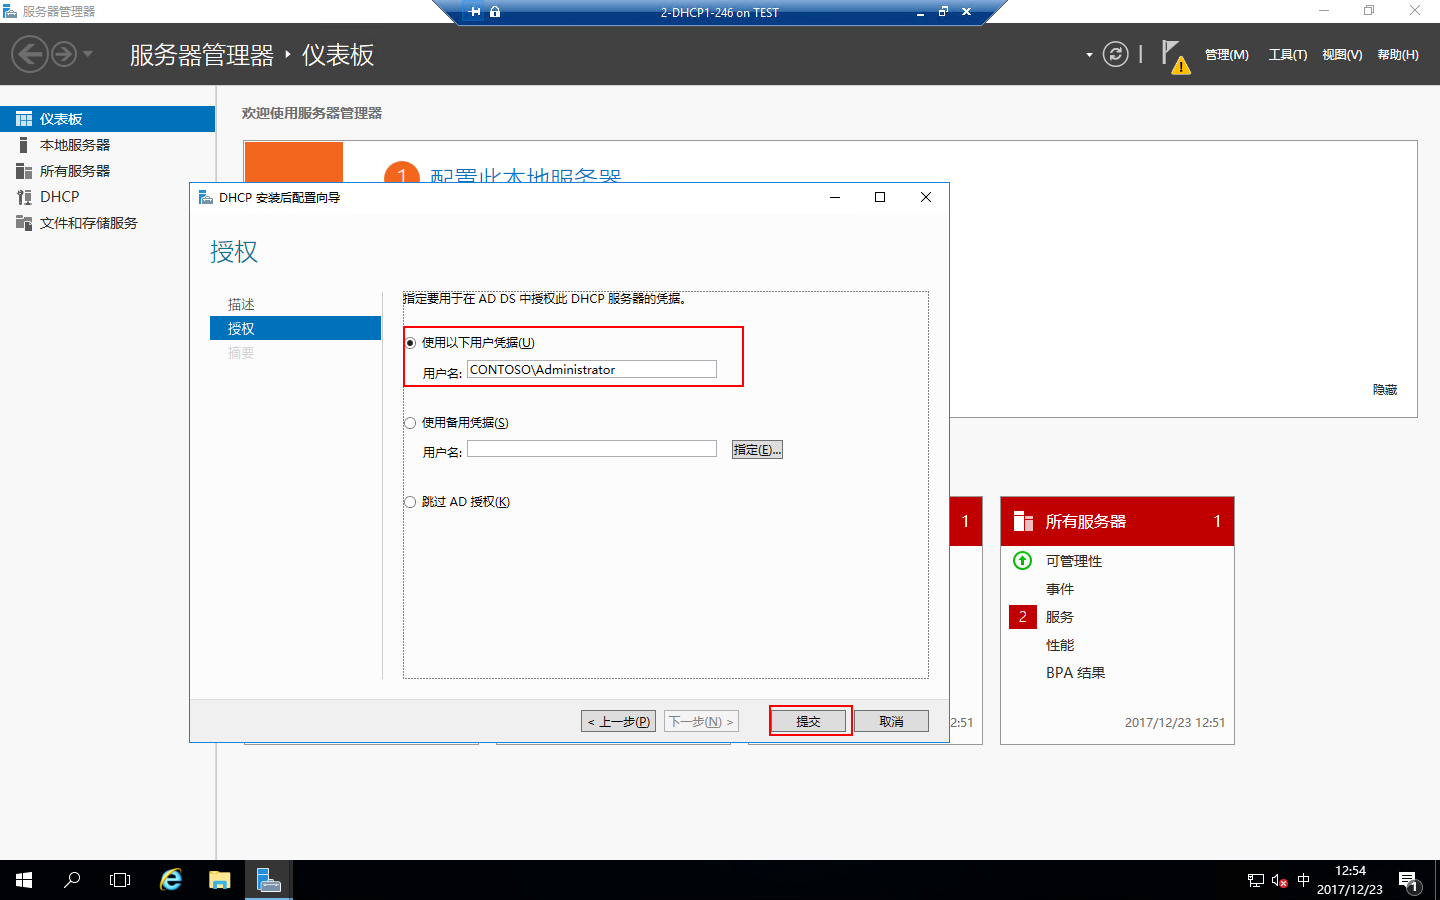 服务器管理器
2-DHCP1-246 on TEST
服务器管理器 · 仪表板
管理(M) 工具(T) 视图(V) 帮助(H)
仪表板
本地服务器
所有服务器
DHCP
文件和存储服务
欢迎使用服务器管理器
1 配置此本地服务器
隐藏
DHCP 安装后配置向导
授权
描述
授权
摘要
指定要用于在 AD DS 中授权此 DHCP 服务器的凭据。
使用以下用户凭据(U)
用户名: CONTOSO\Administrator
使用备用凭据(S)
用户名:
指定(E)...
跳过 AD 授权(K)
< 上一步(P) 下一步(N) > 提交 取消
1
2:51
所有服务器 1
可管理性
事件
2 服务
性能
BPA 结果
2017/12/23 12:51
中
12:54
2017/12/23
1